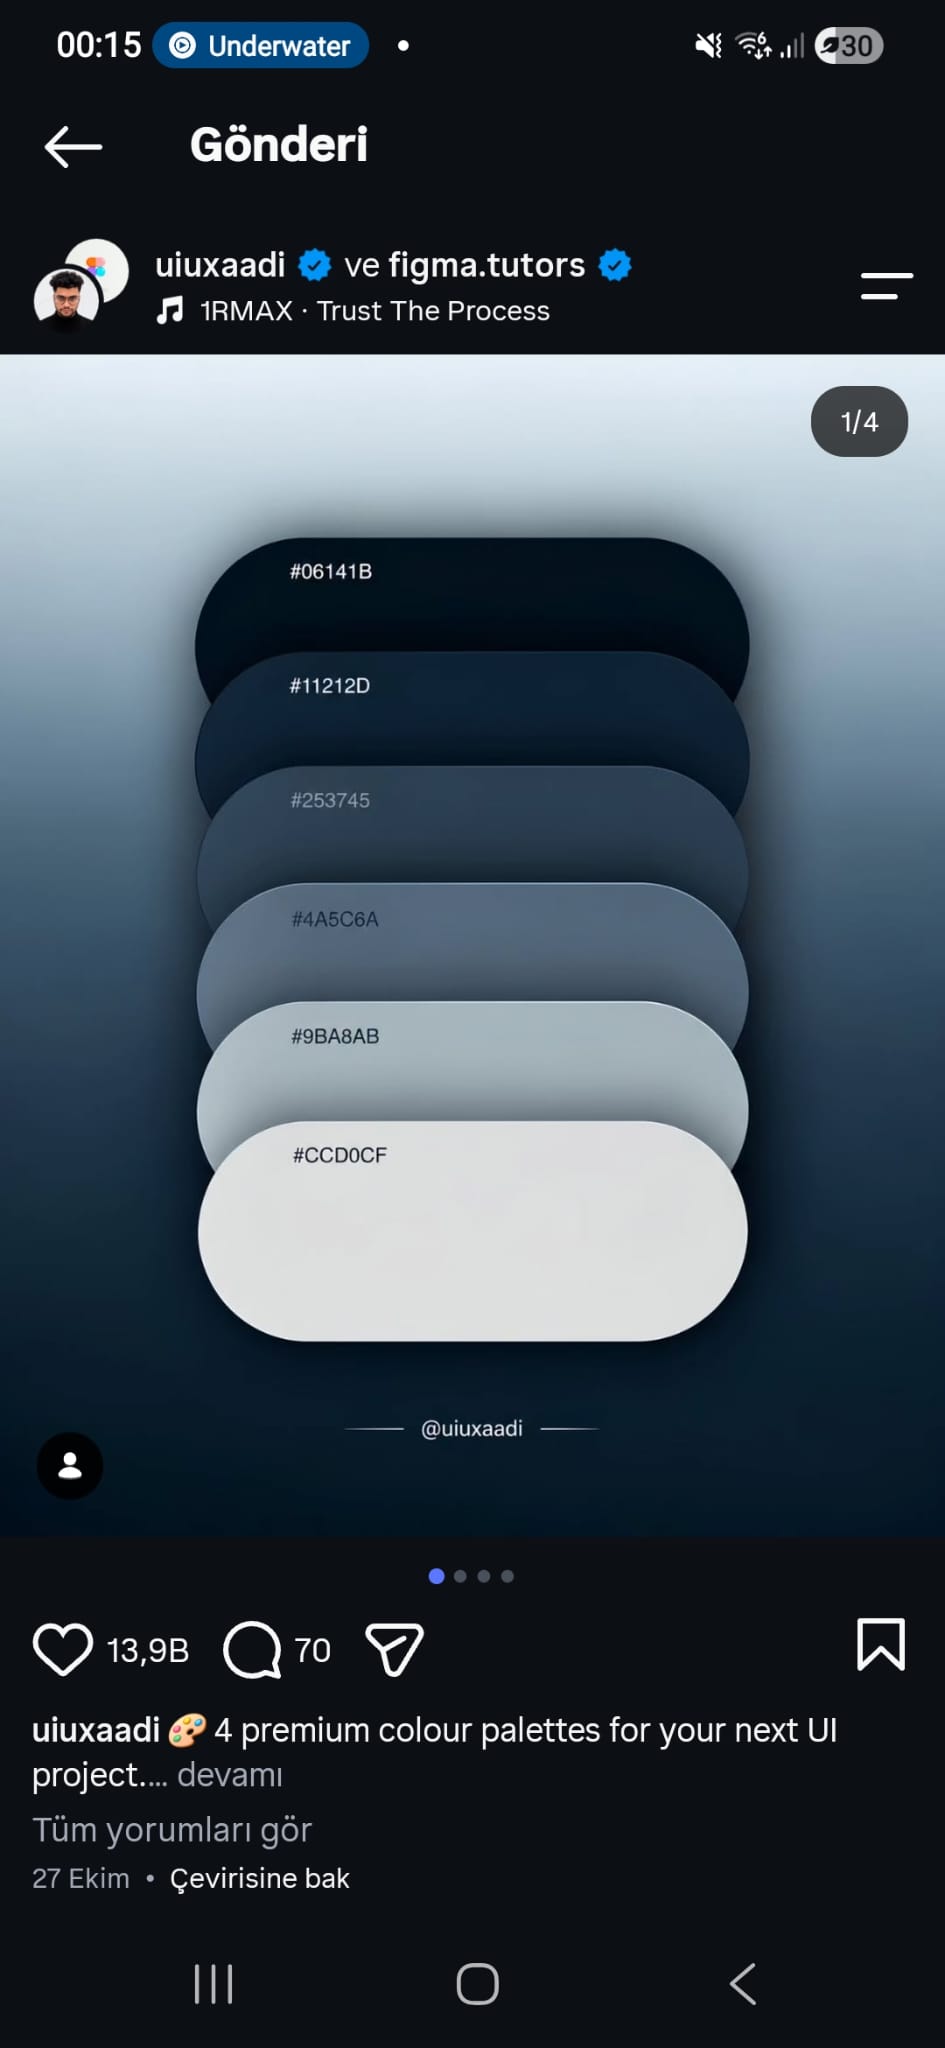 00:15 Underwater 6 30
Gönderi
uiuxaadi ve figma.tutors
1RMAX · Trust The Process
1/4
#06141B
#11212D
#253745
#4A5C6A
#9BA8AB
#CCD0CF
@uiuxaadi
13,9B 70
uiuxaadi 🎨 4 premium colour palettes for your next UI
project.... devamı
Tüm yorumları gör
27 Ekim • Çevirisine bak